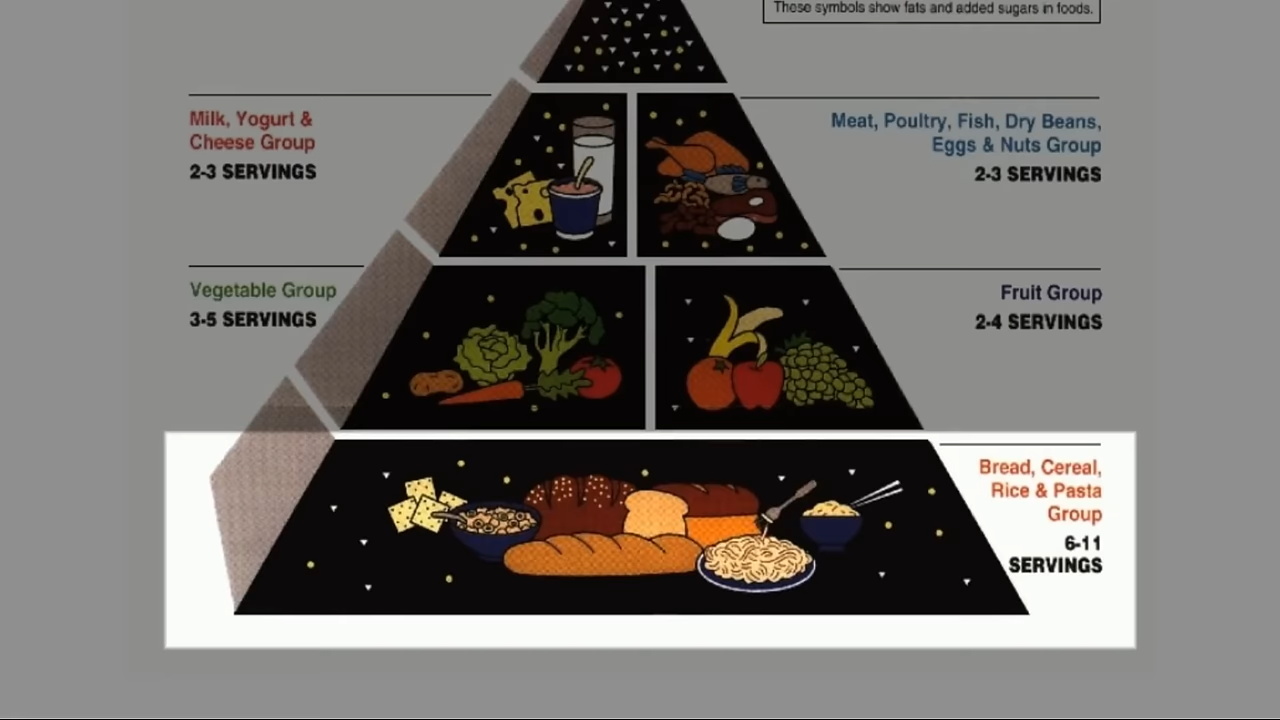 These symbols show fats and added sugars in foods.
Milk, Yogurt &
Cheese Group
2-3 SERVINGS
Meat, Poultry, Fish, Dry Beans,
Eggs & Nuts Group
2-3 SERVINGS
Vegetable Group
3-5 SERVINGS
Fruit Group
2-4 SERVINGS
Bread, Cereal,
Rice & Pasta
Group
6-11
SERVINGS